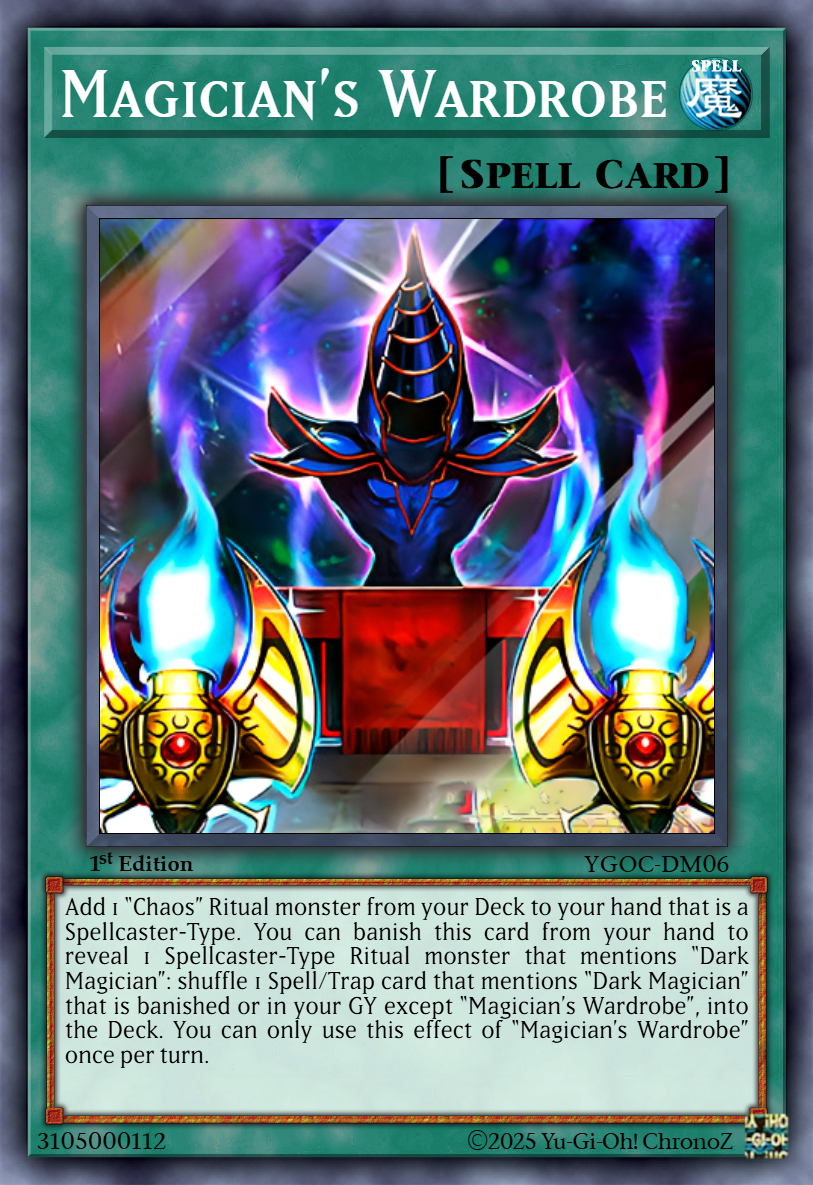 Magician's Wardrobe
SPELL
魔
[Spell Card]
1st Edition
YGOC-DM06
Add 1 "Chaos" Ritual monster from your Deck to your hand that is a
Spellcaster-Type. You can banish this card from your hand to
reveal 1 Spellcaster-Type Ritual monster that mentions "Dark
Magician": shuffle 1 Spell/Trap card that mentions "Dark Magician"
that is banished or in your GY except "Magician's Wardrobe", into
the Deck. You can only use this effect of "Magician's Wardrobe"
once per turn.
3105000112
©2025 Yu-Gi-Oh! ChronoZ